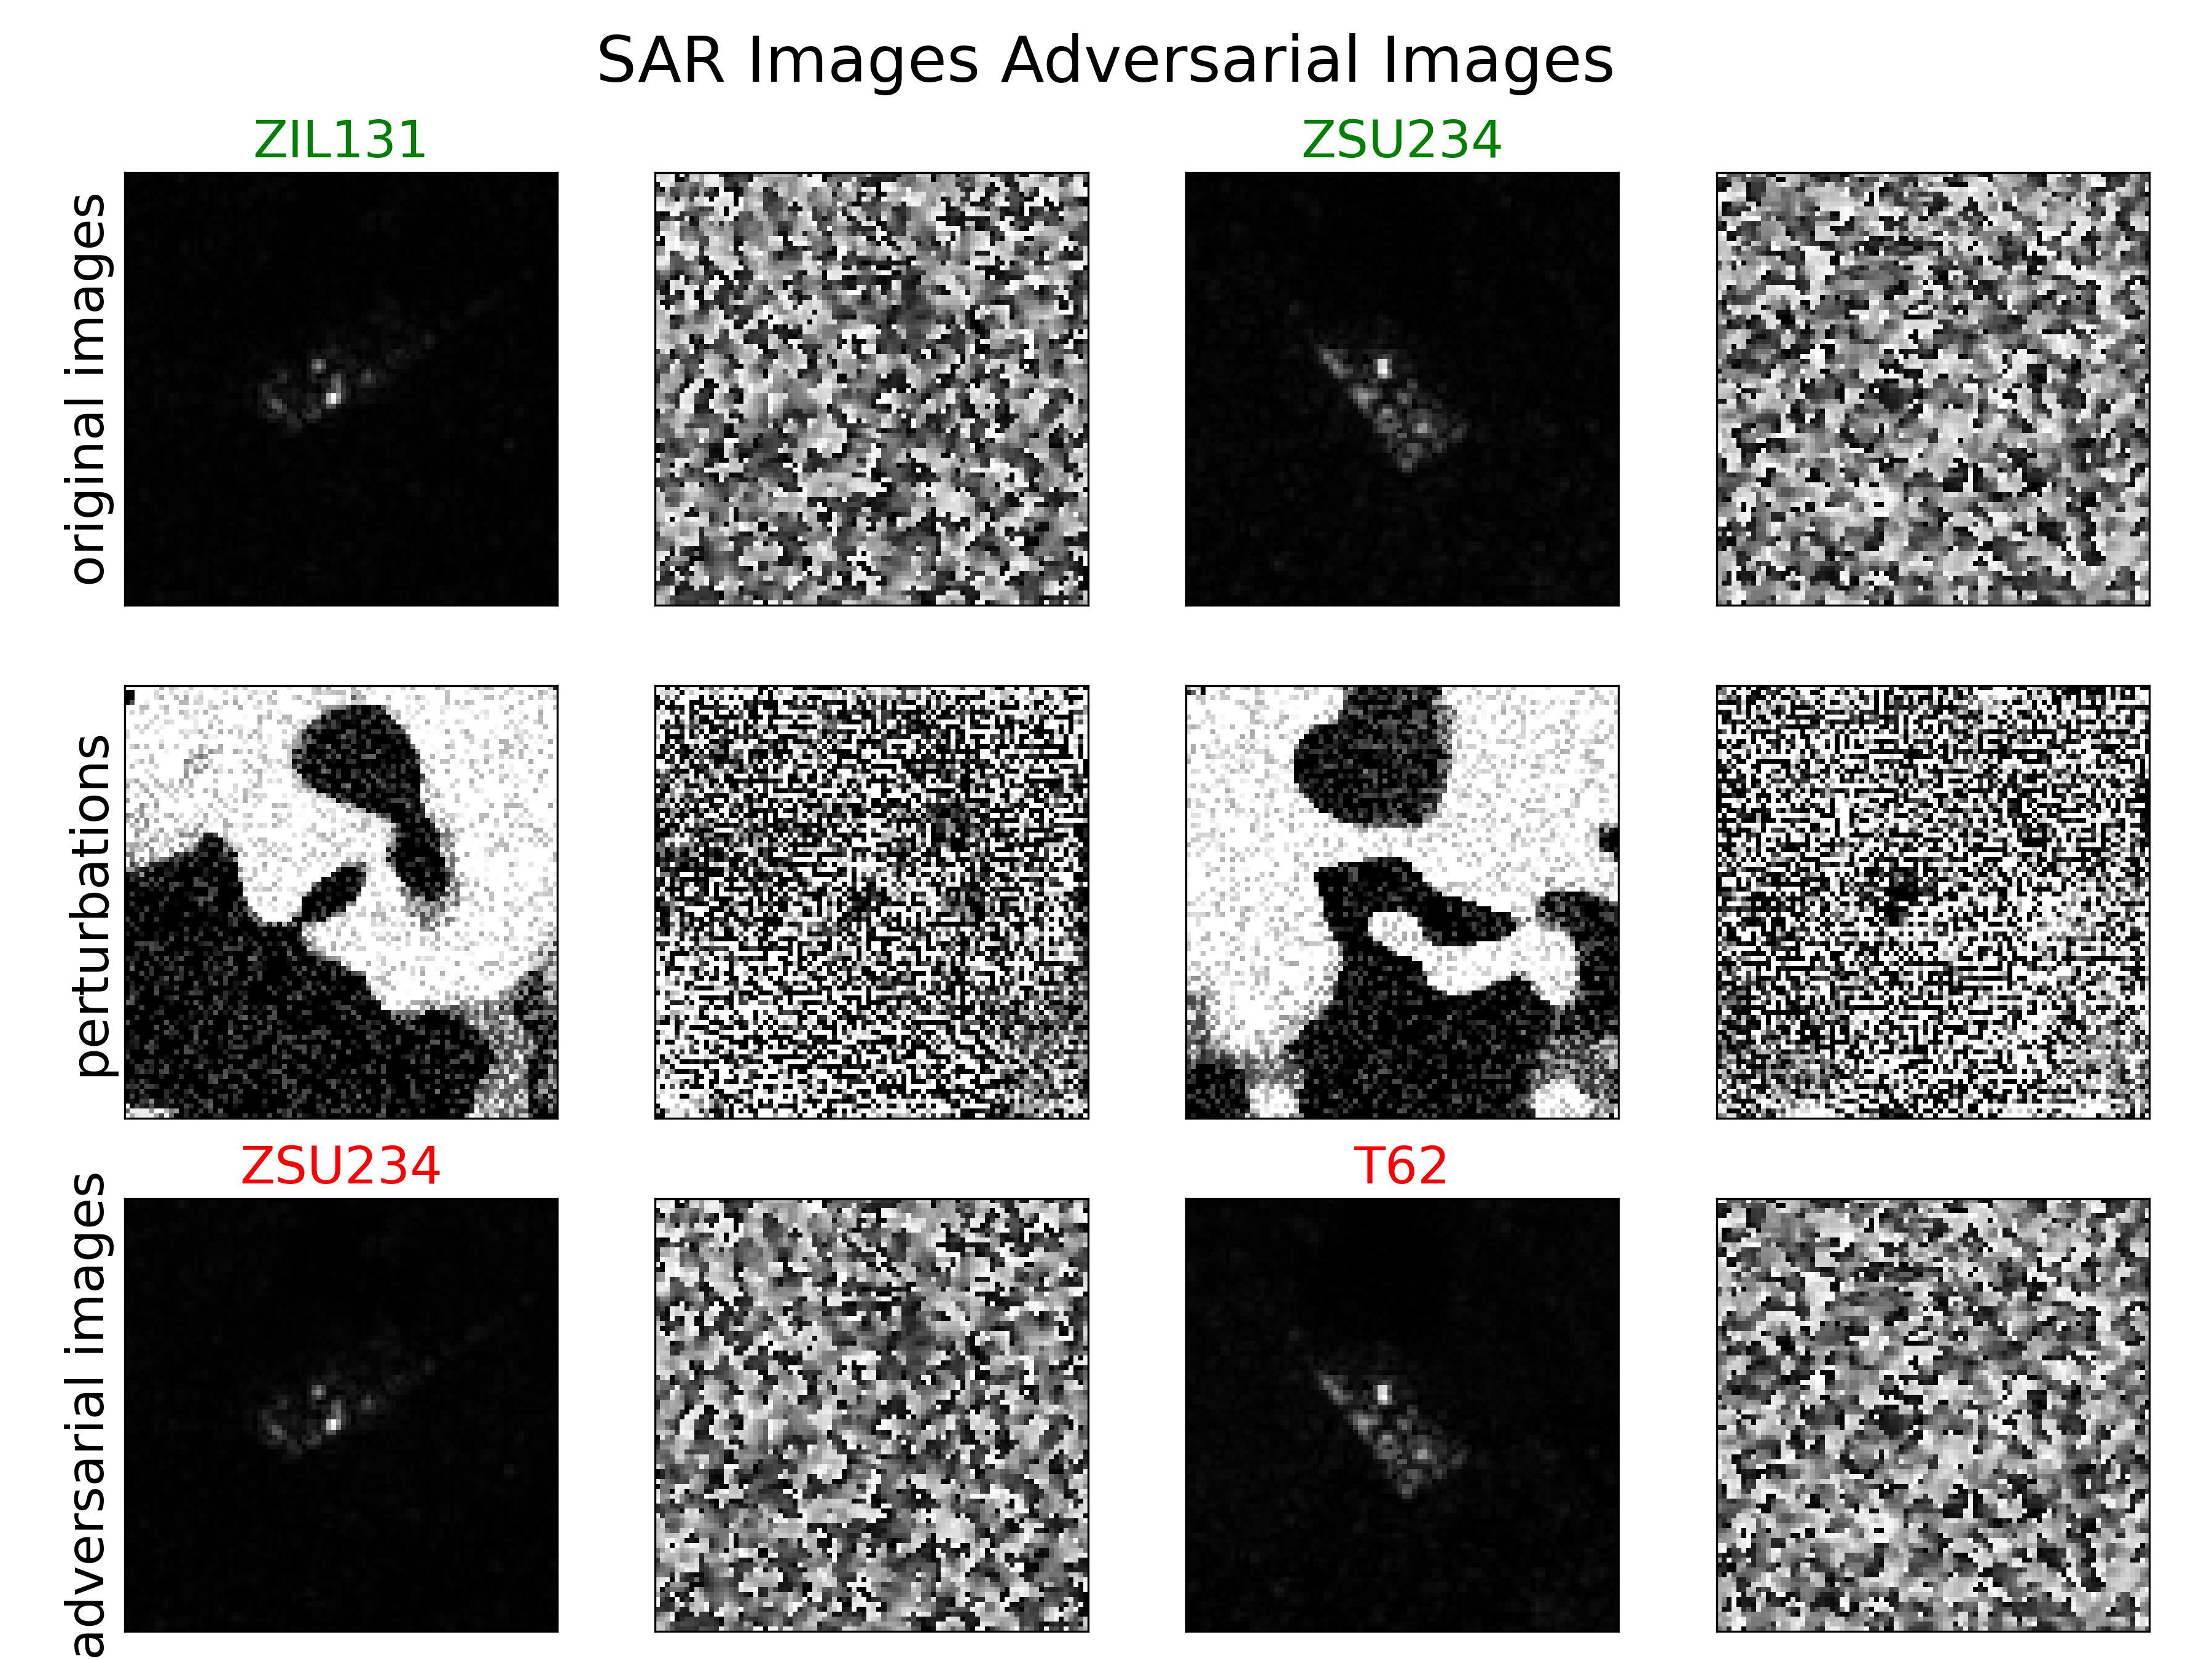 SAR Images Adversarial Images
ZIL131
ZSU234
original images
perturbations
ZSU234
T62
adversarial images